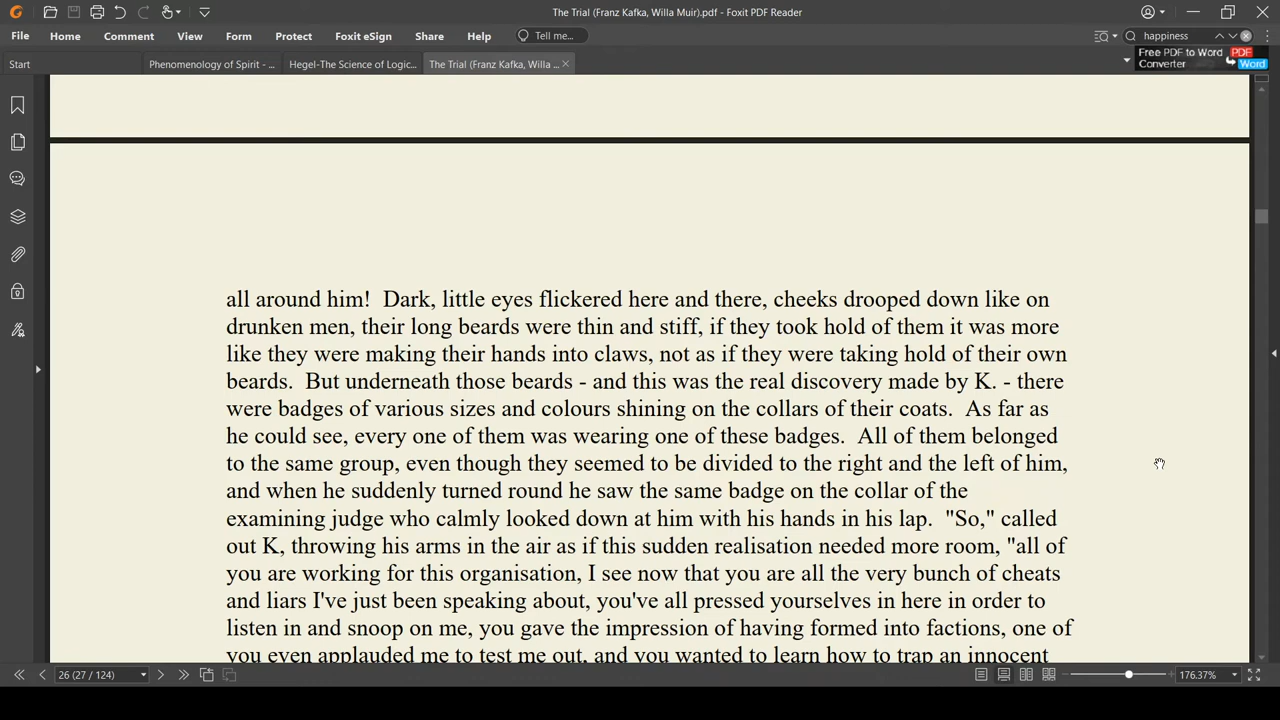 The Trial (Franz Kafka, Willa Muir).pdf - Foxit PDF Reader
File Home Comment View Form Protect Foxit eSign Share Help Tell me... happiness
Start Phenomenology of Spirit - ... Hegel-The Science of Logic... The Trial (Franz Kafka, Willa ...
Free PDF to Word PDF
Converter Word
all around him!  Dark, little eyes flickered here and there, cheeks drooped down like on
drunken men, their long beards were thin and stiff, if they took hold of them it was more
like they were making their hands into claws, not as if they were taking hold of their own
beards.  But underneath those beards - and this was the real discovery made by K. - there
were badges of various sizes and colours shining on the collars of their coats.  As far as
he could see, every one of them was wearing one of these badges.  All of them belonged
to the same group, even though they seemed to be divided to the right and the left of him,
and when he suddenly turned round he saw the same badge on the collar of the
examining judge who calmly looked down at him with his hands in his lap.  "So," called
out K, throwing his arms in the air as if this sudden realisation needed more room, "all of
you are working for this organisation, I see now that you are all the very bunch of cheats
and liars I've just been speaking about, you've all pressed yourselves in here in order to
listen in and snoop on me, you gave the impression of having formed into factions, one of
you even applauded me to test me out, and you wanted to learn how to trap an innocent
26 (27 / 124) 176.37%